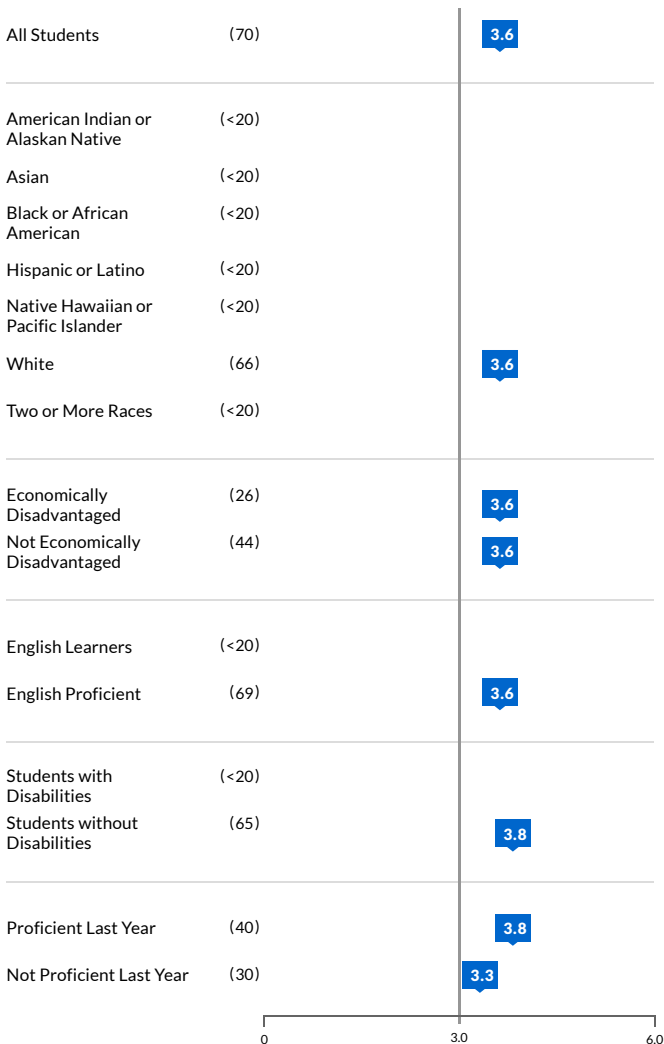 All Students (70) 3.6
American Indian or (<20)
Alaskan Native
Asian (<20)
Black or African (<20)
American
Hispanic or Latino (<20)
Native Hawaiian or (<20)
Pacific Islander
White (66) 3.6
Two or More Races (<20)
Economically (26) 3.6
Disadvantaged
Not Economically (44) 3.6
Disadvantaged
English Learners (<20)
English Proficient (69) 3.6
Students with (<20)
Disabilities
Students without (65) 3.8
Disabilities
Proficient Last Year (40) 3.8
Not Proficient Last Year (30) 3.3
0 3.0 6.0